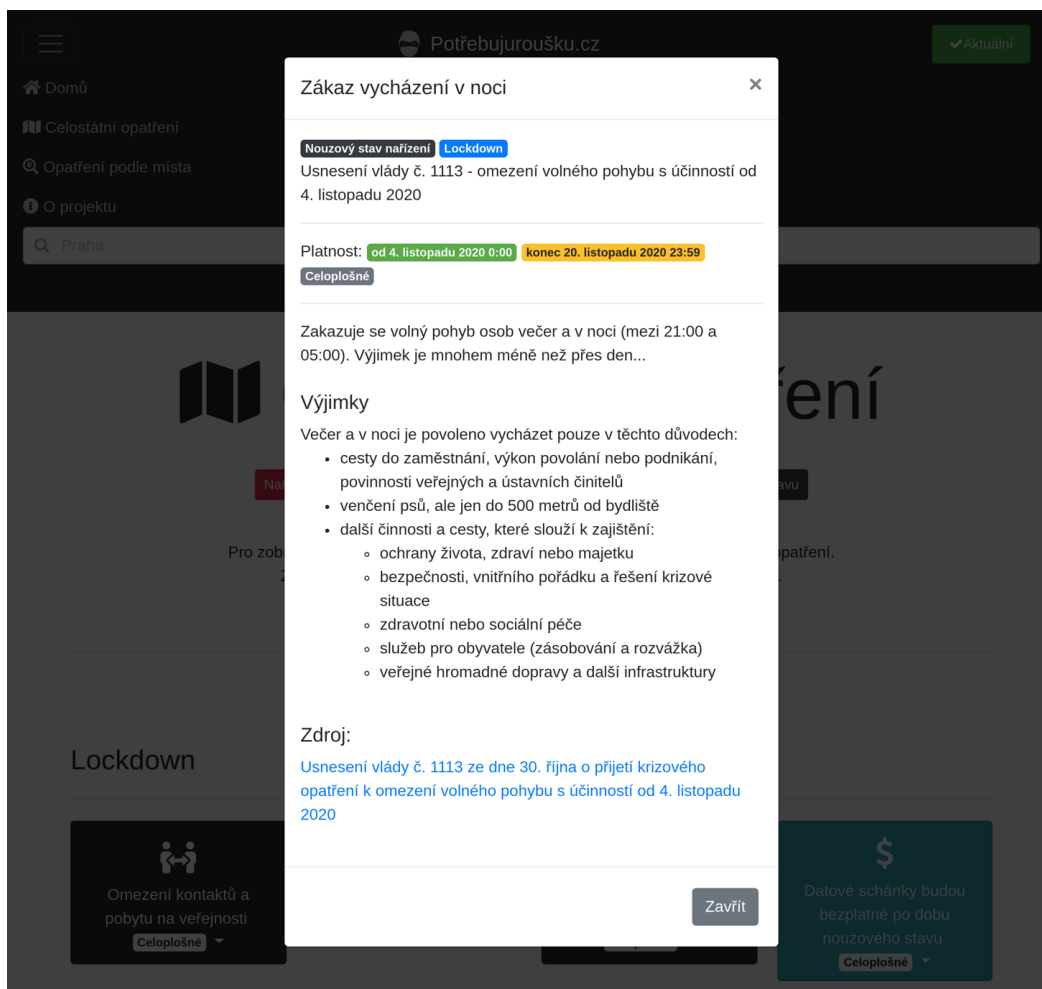 Potřebujuroušku.cz
Aktuální
Domů
Celostátní opatření
Opatření podle místa
O projektu
Praha
Zákaz vycházení v noci
×
Nouzový stav nařízení Lockdown
Usnesení vlády č. 1113 - omezení volného pohybu s účinností od
4. listopadu 2020
Platnost: od 4. listopadu 2020 0:00 konec 20. listopadu 2020 23:59
Celoplošné
Zakazuje se volný pohyb osob večer a v noci (mezi 21:00 a
05:00). Výjimek je mnohem méně než přes den...
Výjimky
Večer a v noci je povoleno vycházet pouze v těchto důvodech:
• cesty do zaměstnání, výkon povolání nebo podnikání,
povinnosti veřejných a ústavních činitelů
• venčení psů, ale jen do 500 metrů od bydliště
• další činnosti a cesty, které slouží k zajištění:
◦ ochrany života, zdraví nebo majetku
◦ bezpečnosti, vnitřního pořádku a řešení krizové
situace
◦ zdravotní nebo sociální péče
◦ služeb pro obyvatele (zásobování a rozvážka)
◦ veřejné hromadné dopravy a další infrastruktury
Zdroj:
Usnesení vlády č. 1113 ze dne 30. října o přijetí krizového
opatření k omezení volného pohybu s účinností od 4. listopadu
2020
Zavřít
Pro
Lockdown
Omezení kontaktů a
pobytu na veřejnosti
Celoplošné
Datové schánky budou
bezplatné po dobu
nouzového stavu
Celoplošné